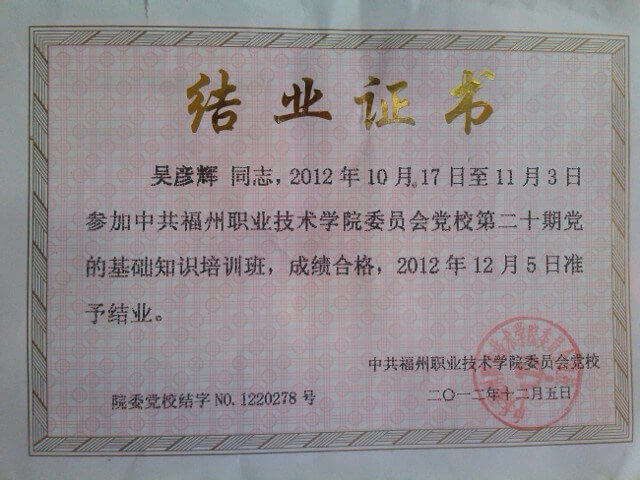 结业证书
吴彦辉 同志，2012 年 10 月 17 日至 11 月 3 日
参加中共福州职业技术学院委员会党校第二十期党
的基础知识培训班，成绩合格，2012 年 12 月 5 日准
予结业。
中共福州职业技术学院委员会党校
二〇一二年十二月五日
院委党校结字 NO. 1220278 号